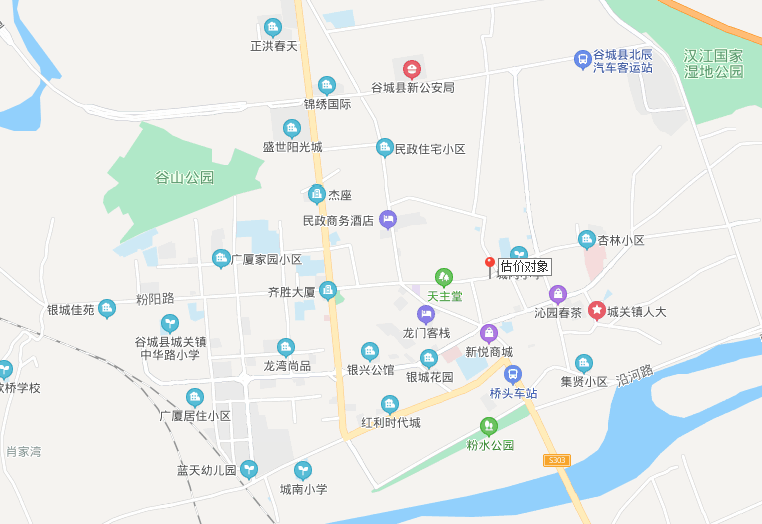 正洪春天
谷城县北辰
汽车客运站
汉江国家
湿地公园
谷城县新公安局
锦绣国际
盛世阳光城
民政住宅小区
谷山公园
杰座
民政商务酒店
杏林小区
广厦家园小区
估价对象
齐胜大厦
天主堂
粉阳路
银城佳苑
沁园春茶
城关镇人大
谷城县城关镇
中华路小学
龙门客栈
新悦商城
龙湾尚品
银兴公馆
银城花园
集贤小区
沿河路
桥头车站
欧桥学校
广厦居住小区
红利时代城
肖家湾
粉水公园
S303
蓝天幼儿园
城南小学